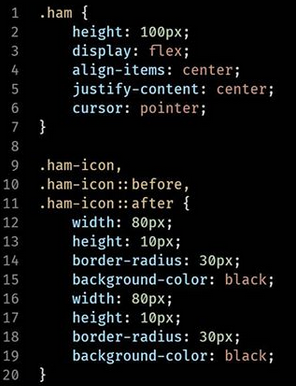 1 .ham {
2     height: 100px;
3     display: flex;
4     align-items: center;
5     justify-content: center;
6     cursor: pointer;
7 }
8
9 .ham-icon,
10 .ham-icon::before,
11 .ham-icon::after {
12     width: 80px;
13     height: 10px;
14     border-radius: 30px;
15     background-color: black;
16     width: 80px;
17     height: 10px;
18     border-radius: 30px;
19     background-color: black;
20 }